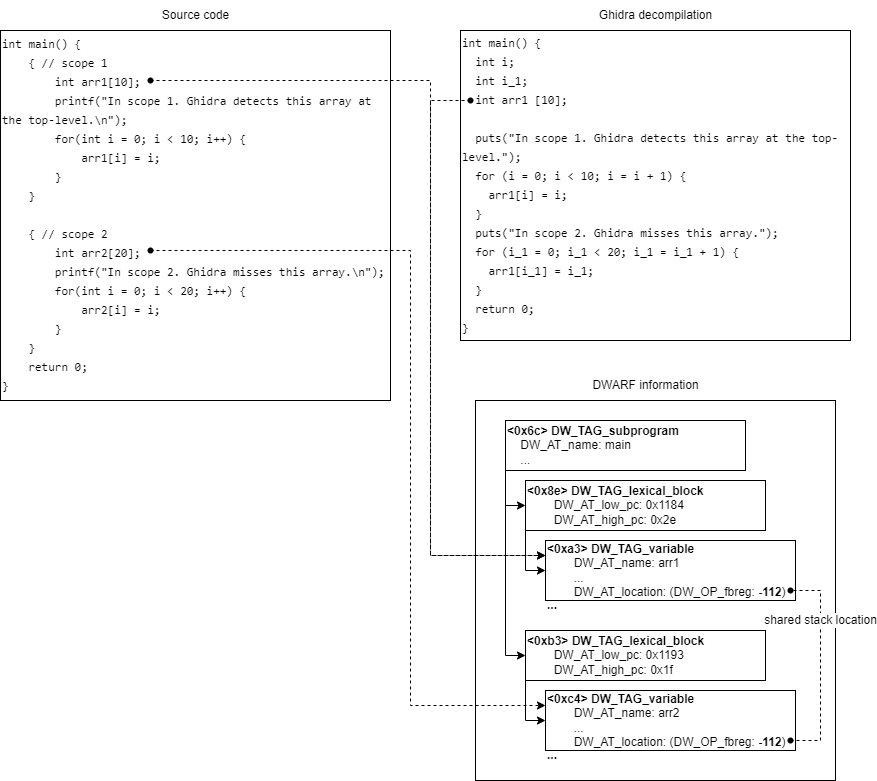 Source code
int main() {
{ // scope 1
int arr1[10];
printf("In scope 1. Ghidra detects this array at
the top-level.\n");
for(int i = 0; i < 10; i++) {
arr1[i] = i;
}
}
{ // scope 2
int arr2[20];
printf("In scope 2. Ghidra misses this array.\n");
for(int i = 0; i < 20; i++) {
arr2[i] = i;
}
}
return 0;
}
Ghidra decompilation
int main() {
int i;
int i_1;
int arr1 [10];
puts("In scope 1. Ghidra detects this array at the top-
level.");
for (i = 0; i < 10; i = i + 1) {
arr1[i] = i;
}
puts("In scope 2. Ghidra misses this array.");
for (i_1 = 0; i_1 < 20; i_1 = i_1 + 1) {
arr1[i_1] = i_1;
}
return 0;
}
DWARF information
<0x6c> DW_TAG_subprogram
DW_AT_name: main
...
<0x8e> DW_TAG_lexical_block
DW_AT_low_pc: 0x1184
DW_AT_high_pc: 0x2e
<0xa3> DW_TAG_variable
DW_AT_name: arr1
...
DW_AT_location: (DW_OP_fbreg: -112)
...
shared stack location
<0xb3> DW_TAG_lexical_block
DW_AT_low_pc: 0x1193
DW_AT_high_pc: 0x1f
<0xc4> DW_TAG_variable
DW_AT_name: arr2
...
DW_AT_location: (DW_OP_fbreg: -112)
...